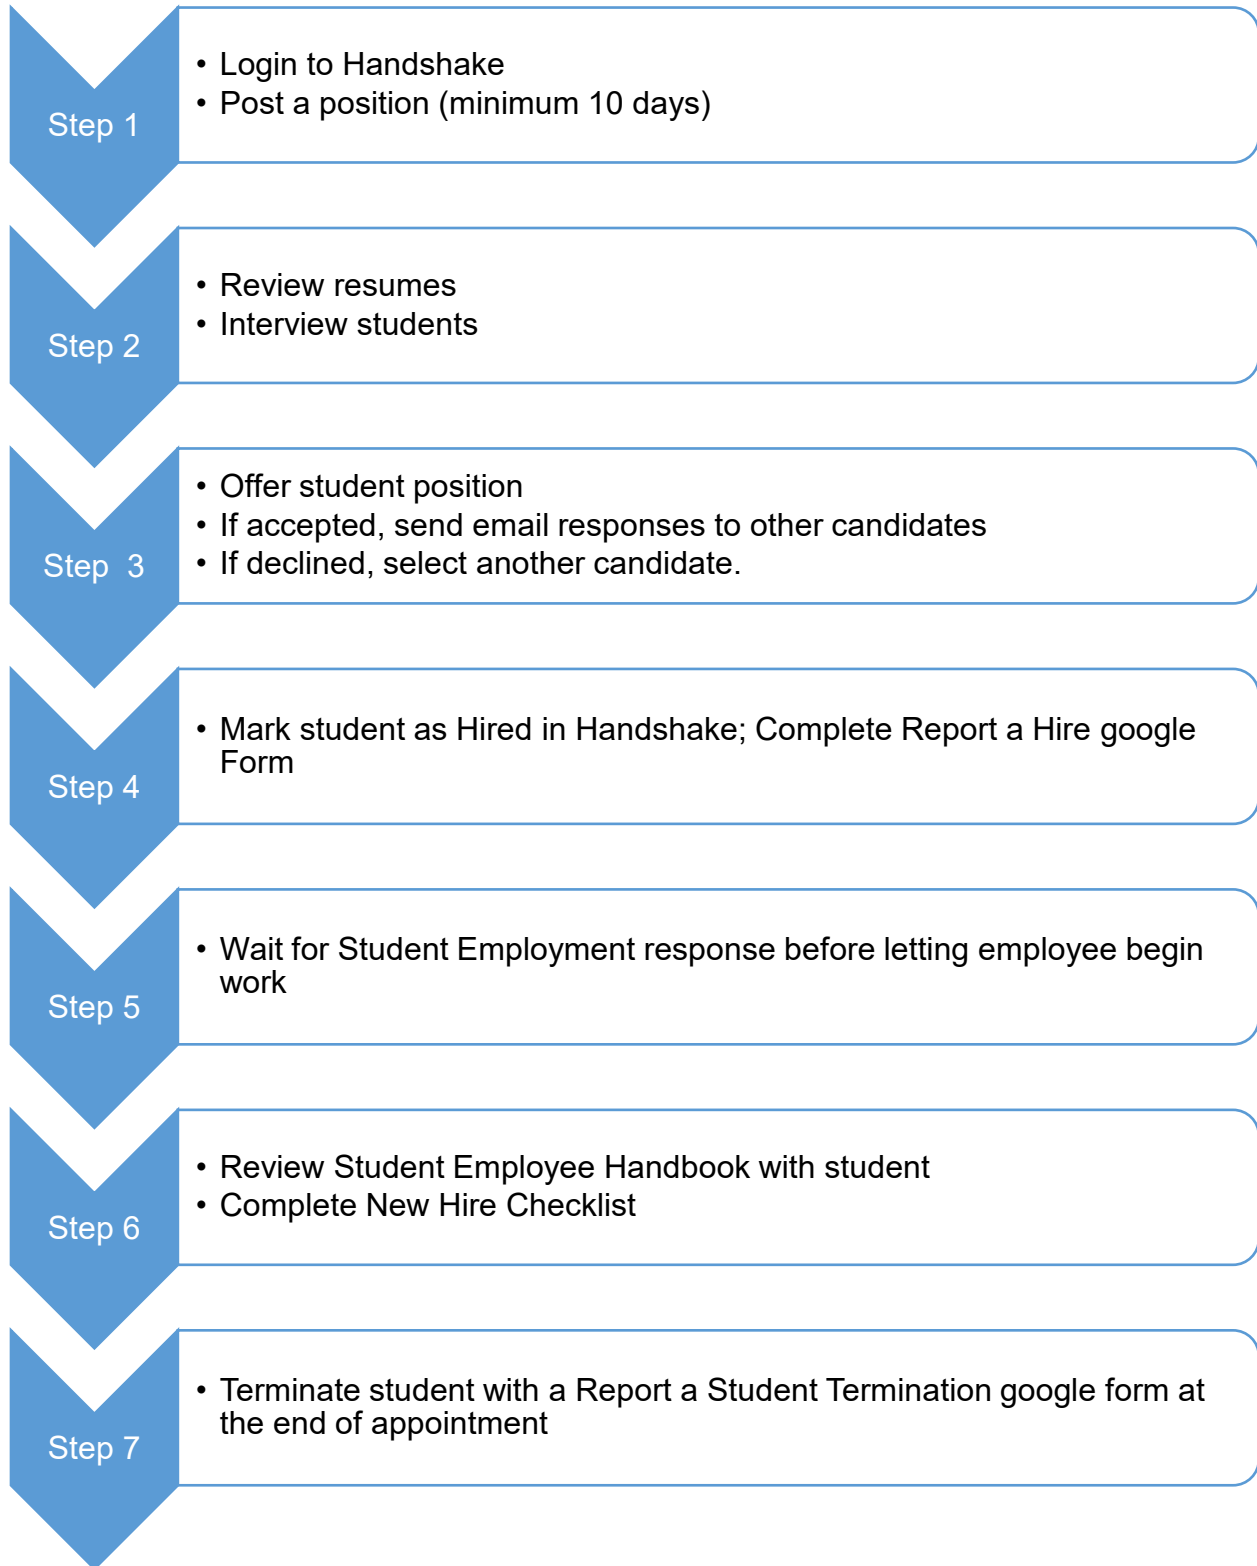 Step 1
• Login to Handshake
• Post a position (minimum 10 days)
Step 2
• Review resumes
• Interview students
Step  3
• Offer student position
• If accepted, send email responses to other candidates
• If declined, select another candidate.
Step 4
• Mark student as Hired in Handshake; Complete Report a Hire google
Form
Step 5
• Wait for Student Employment response before letting employee begin
work
Step 6
• Review Student Employee Handbook with student
• Complete New Hire Checklist
Step 7
• Terminate student with a Report a Student Termination google form at
the end of appointment